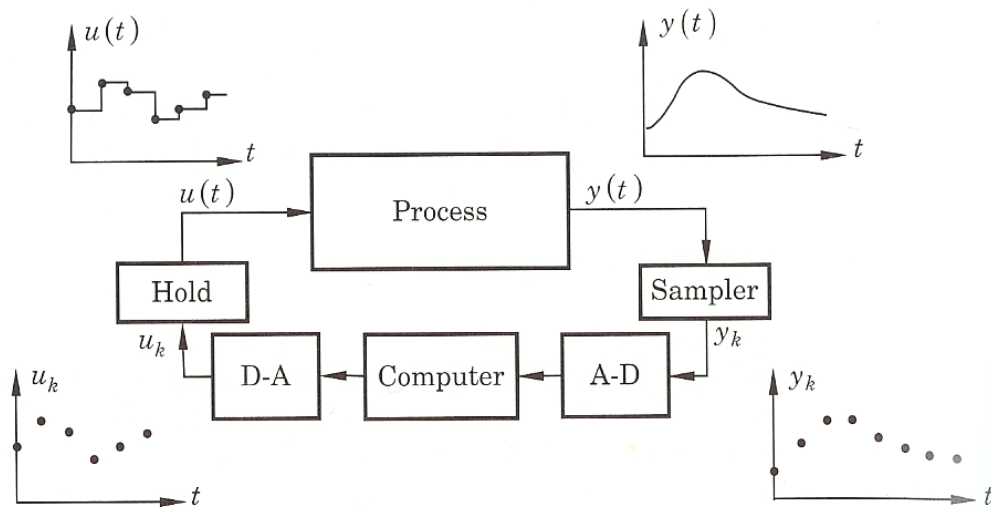 u(t)
t
y(t)
t
u(t)
Process
y(t)
Hold
Sampler
u_k
y_k
D-A
Computer
A-D
u_k
t
y_k
t